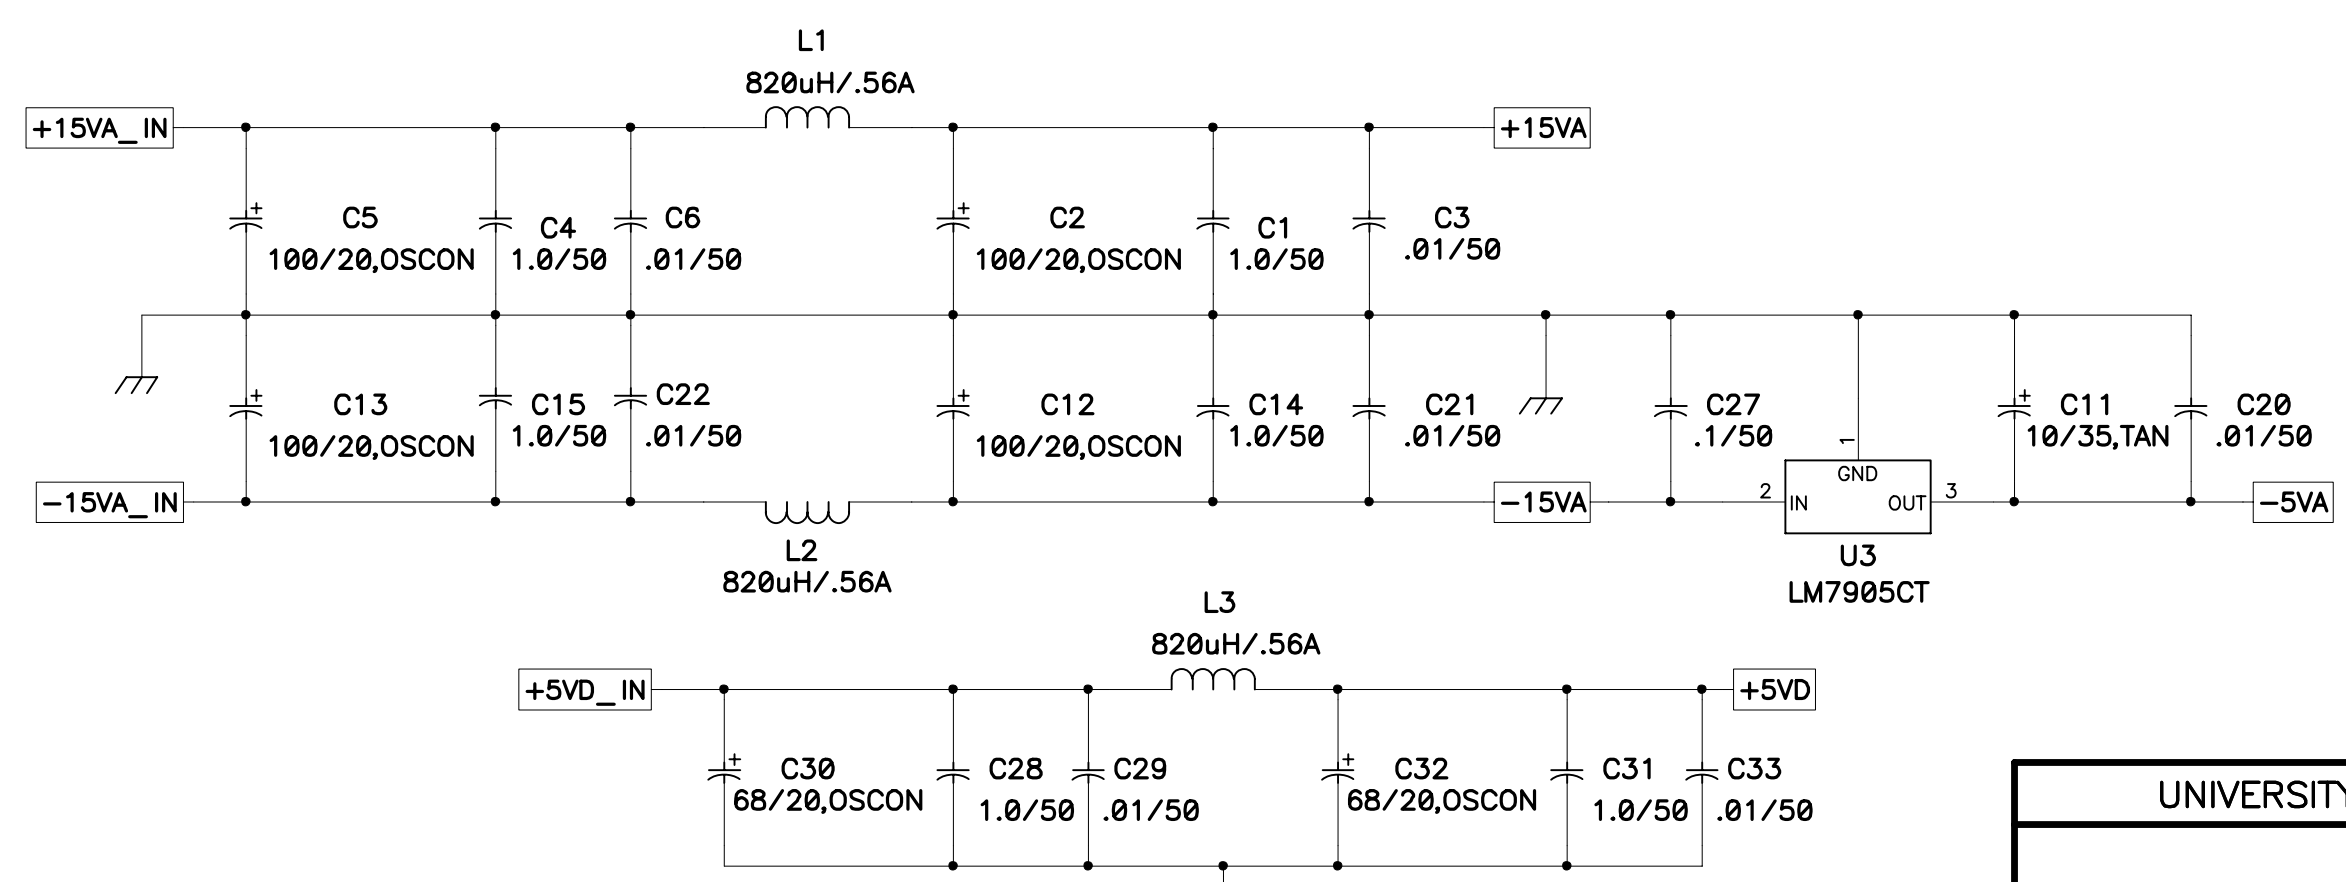 L1
820uH/.56A
+15VA_IN
+15VA
+
C5
100/20,OSCON
C4
1.0/50
C6
.01/50
+
C2
100/20,OSCON
C1
1.0/50
C3
.01/50
+
C13
100/20,OSCON
C15
1.0/50
C22
.01/50
+
C12
100/20,OSCON
C14
1.0/50
C21
.01/50
C27
.1/50
+
C11
10/35,TAN
C20
.01/50
-15VA_IN
L2
820uH/.56A
-15VA
1
GND
2
IN
OUT
3
U3
LM7905CT
-5VA
L3
820uH/.56A
+5VD_IN
+5VD
+
C30
68/20,OSCON
C28
1.0/50
C29
.01/50
+
C32
68/20,OSCON
C31
1.0/50
C33
.01/50
UNIVERSITY